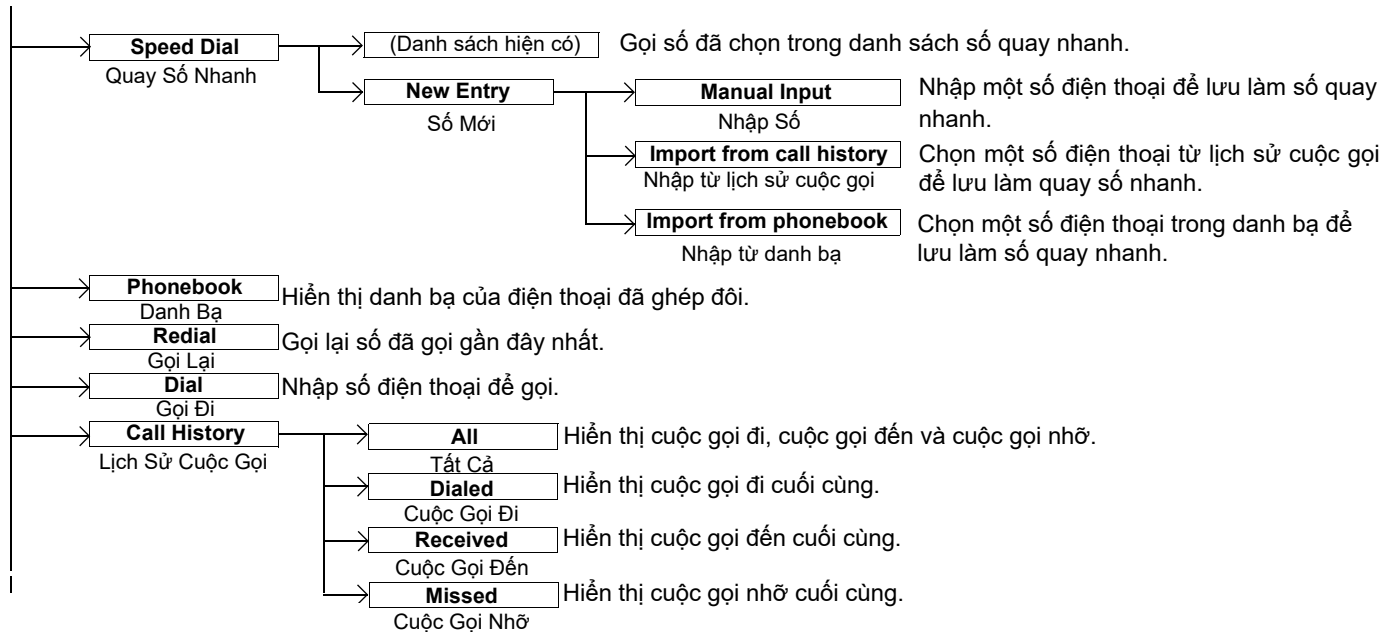 Speed Dial
Quay Số Nhanh
(Danh sách hiện có)
Gọi số đã chọn trong danh sách số quay nhanh.
New Entry
Số Mới
Manual Input
Nhập Số
Nhập một số điện thoại để lưu làm số quay
nhanh.
Import from call history
Nhập từ lịch sử cuộc gọi
Chọn một số điện thoại từ lịch sử cuộc gọi
để lưu làm quay số nhanh.
Import from phonebook
Nhập từ danh bạ
Chọn một số điện thoại trong danh bạ để
lưu làm số quay nhanh.
Phonebook
Danh Bạ
Hiển thị danh bạ của điện thoại đã ghép đôi.
Redial
Gọi Lại
Gọi lại số đã gọi gần đây nhất.
Dial
Gọi Đi
Nhập số điện thoại để gọi.
Call History
Lịch Sử Cuộc Gọi
All
Tất Cả
Hiển thị cuộc gọi đi, cuộc gọi đến và cuộc gọi nhỡ.
Dialed
Cuộc Gọi Đi
Hiển thị cuộc gọi đi cuối cùng.
Received
Cuộc Gọi Đến
Hiển thị cuộc gọi đến cuối cùng.
Missed
Cuộc Gọi Nhỡ
Hiển thị cuộc gọi nhỡ cuối cùng.